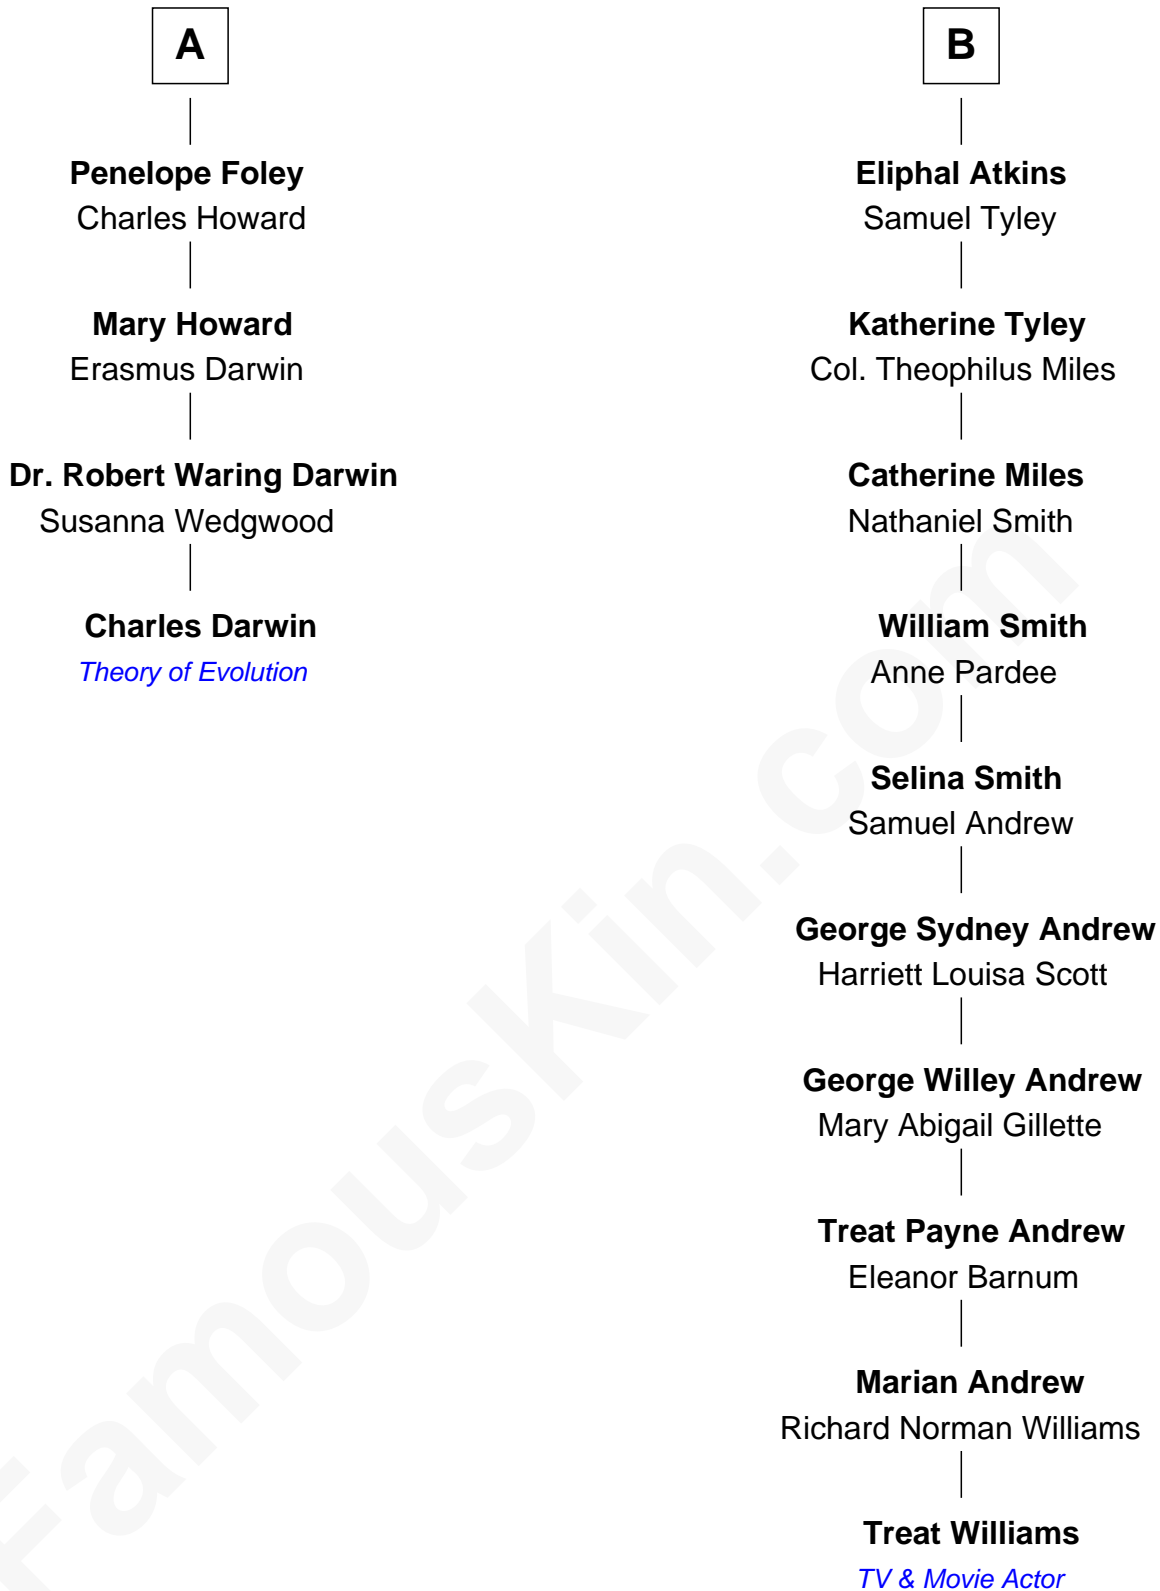 A
Penelope Foley
Charles Howard
Mary Howard
Erasmus Darwin
Dr. Robert Waring Darwin
Susanna Wedgwood
Charles Darwin
Theory of Evolution
B
Eliphal Atkins
Samuel Tyley
Katherine Tyley
Col. Theophilus Miles
Catherine Miles
Nathaniel Smith
William Smith
Anne Pardee
Selina Smith
Samuel Andrew
George Sydney Andrew
Harriett Louisa Scott
George Willey Andrew
Mary Abigail Gillette
Treat Payne Andrew
Eleanor Barnum
Marian Andrew
Richard Norman Williams
Treat Williams
TV & Movie Actor
FamousKin.com